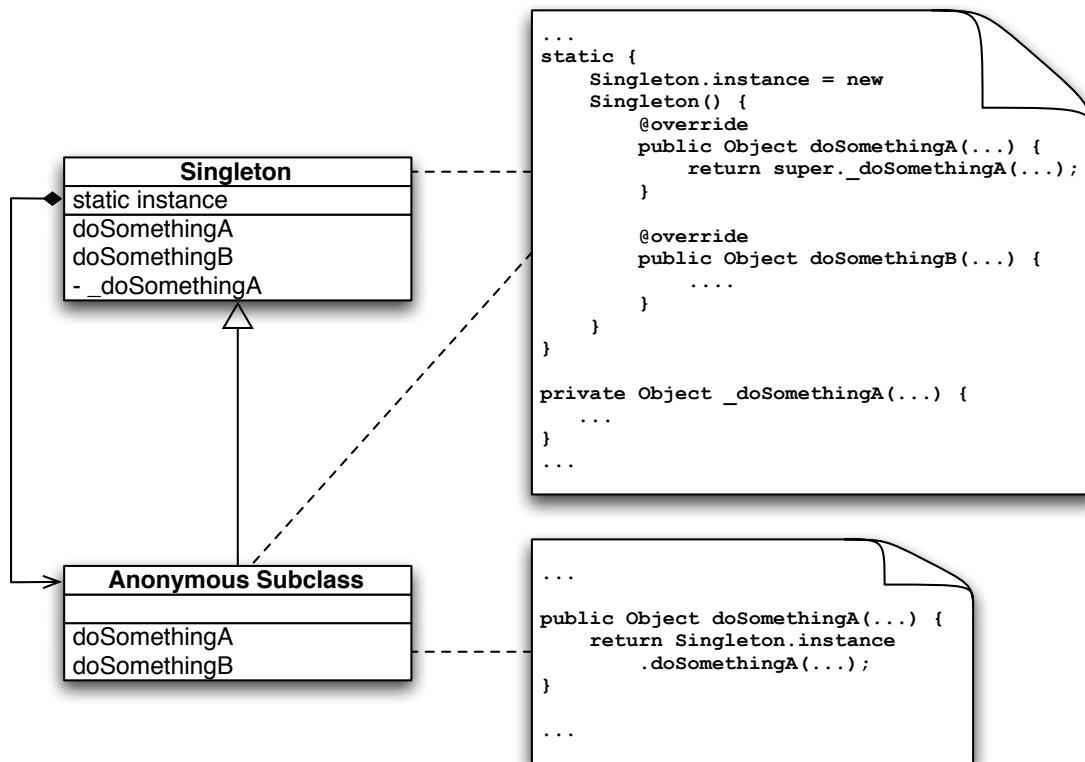 Singleton
static instance
doSomethingA
doSomethingB
- _doSomethingA
Anonymous Subclass
doSomethingA
doSomethingB
...
static {
    Singleton.instance = new
    Singleton() {
        @override
        public Object doSomethingA(...) {
            return super._doSomethingA(...);
        }

        @override
        public Object doSomethingB(...) {
            ....
        }
    }
}

private Object _doSomethingA(...) {
   ...
}
...
...

public Object doSomethingA(...) {
    return Singleton.instance
        .doSomethingA(...);
}

...